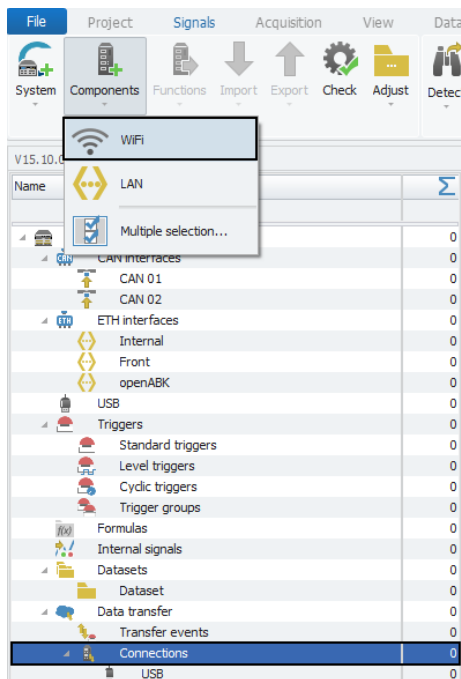 File Project Signals Acquisition View Data
System Components Functions Import Export Check Adjust Detec
WiFi
V15.10.0
LAN
Name Σ
Multiple selection...
0
CAN interfaces 0
CAN 01 0
CAN 02 0
ETH interfaces 0
Internal 0
Front 0
openABK 0
USB 0
Triggers 0
Standard triggers 0
Level triggers 0
Cyclic triggers 0
Trigger groups 0
f(x) Formulas 0
Internal signals 0
Datasets 0
Dataset 0
Data transfer 0
Transfer events 0
Connections 0
USB 0